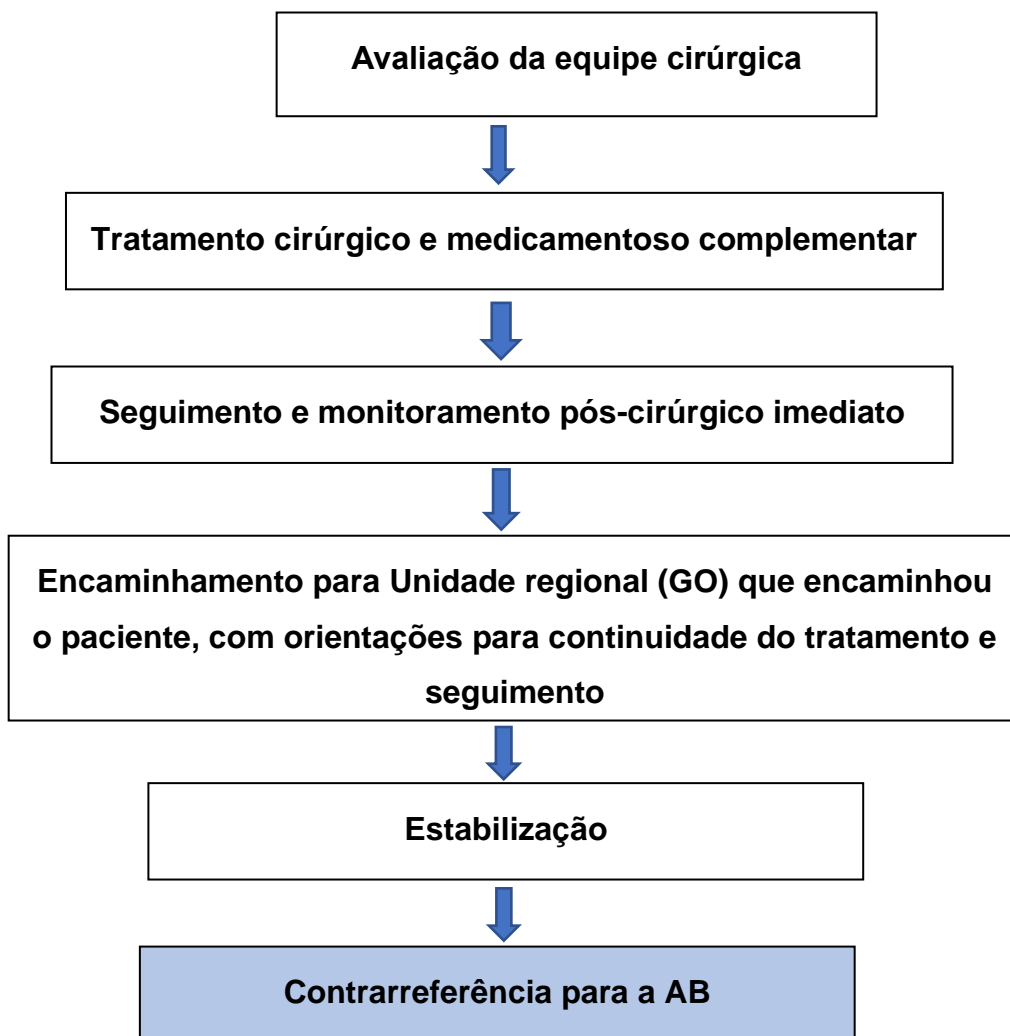 Avaliação da equipe cirúrgica
Tratamento cirúrgico e medicamentoso complementar
Seguimento e monitoramento pós-cirúrgico imediato
Encaminhamento para Unidade regional (GO) que encaminhou
o paciente, com orientações para continuidade do tratamento e
seguimento
Estabilização
Contrarreferência para a AB